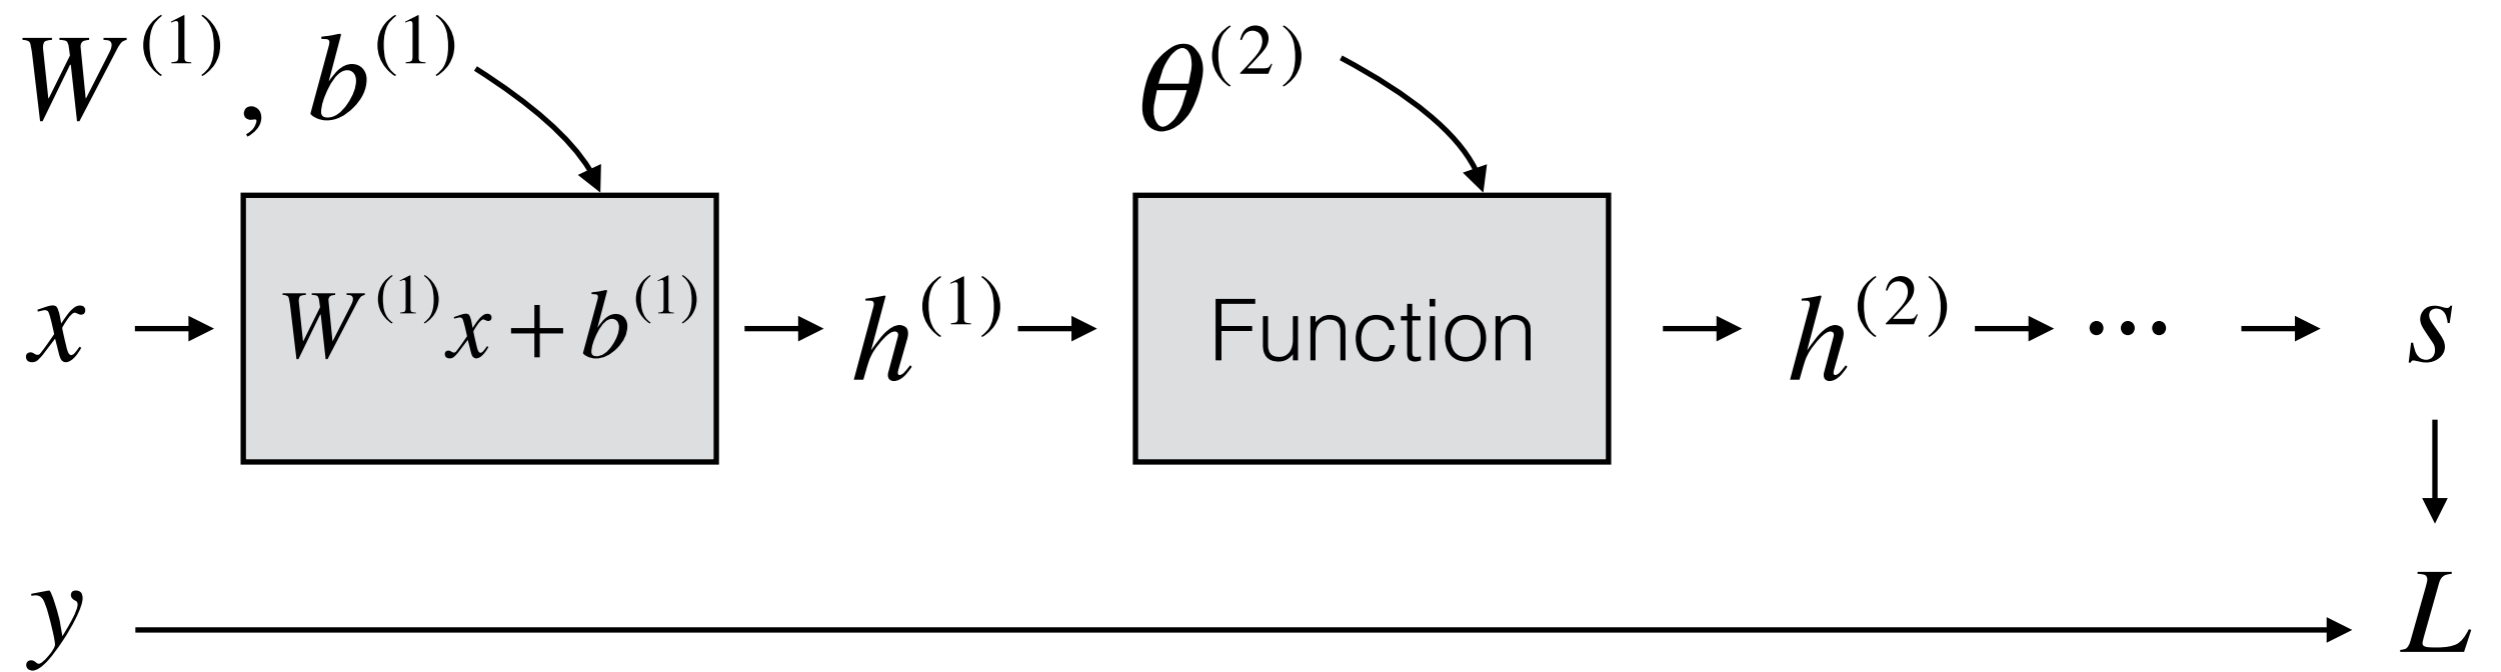 W^(1), b^(1) θ^(2)
x W^(1)x + b^(1) h^(1) Function h^(2) ... s
y L